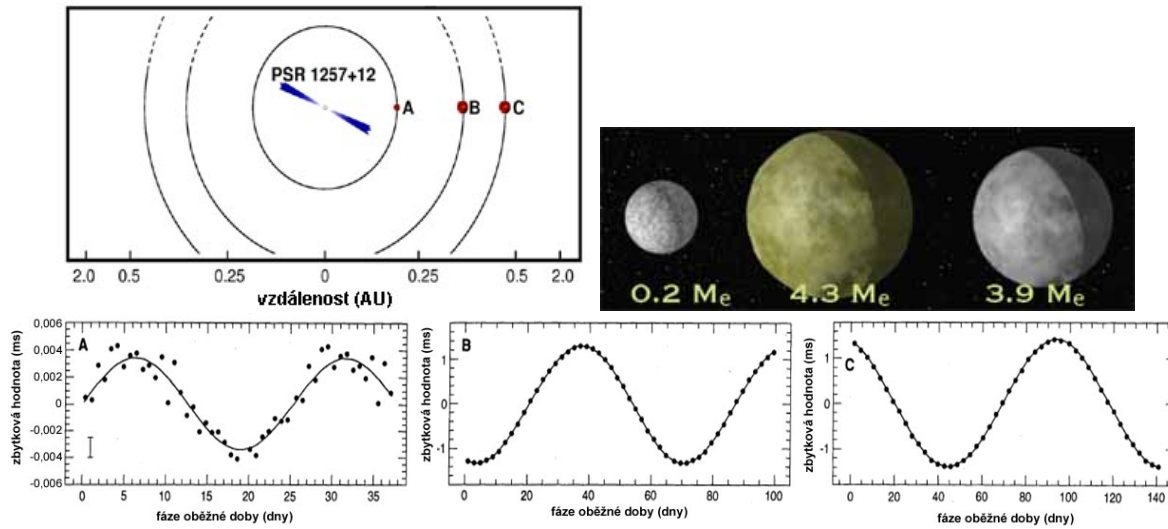 PSR 1257+12
A
B
C
2.0 0.5 0.25 0 0.25 0.5 2.0
vzdálenost (AU)
0.2 Me 4.3 Me 3.9 Me
A
0,006
0,004
0,002
0
-0,002
-0,004
0,006
zbytková hodnota (ms)
0 5 10 15 20 25 30 35
fáze oběžné doby (dny)
B
1
0
-1
zbytková hodnota (ms)
0 20 40 60 80 100
fáze oběžné doby (dny)
C
1
0
-1
zbytková hodnota (ms)
0 20 40 60 80 100 120 140
fáze oběžné doby (dny)